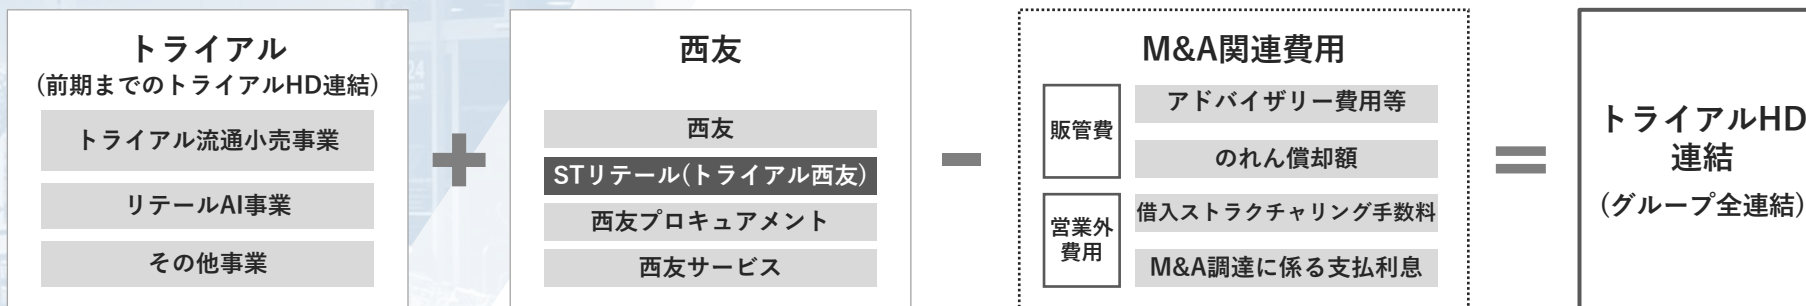 トライアル
(前期までのトライアルHD連結)
トライアル流通小売事業
リテールAI事業
その他事業
+
西友
西友
STリテール(トライアル西友)
西友プロキュアメント
西友サービス
-
M&A関連費用
販管費
アドバイザリー費用等
のれん償却額
営業外
費用
借入ストラクチャリング手数料
M&A調達に係る支払利息
=
トライアルHD
連結
(グループ全連結)